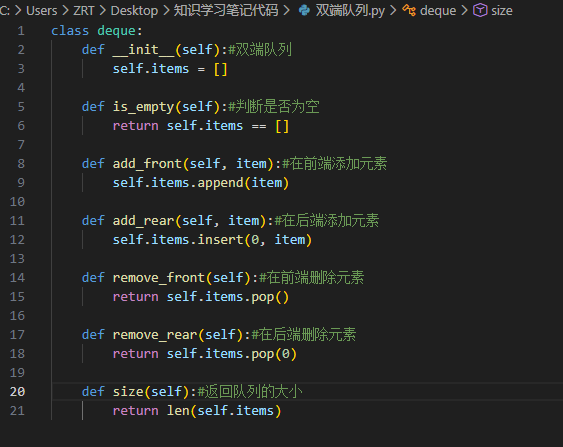 C: > Users > ZRT > Desktop > 知识学习笔记代码 > 双端队列.py > deque > size
1 class deque:
2     def __init__(self):#双端队列
3         self.items = []
4
5     def is_empty(self):#判断是否为空
6         return self.items == []
7
8     def add_front(self, item):#在前端添加元素
9         self.items.append(item)
10
11     def add_rear(self, item):#在后端添加元素
12         self.items.insert(0, item)
13
14     def remove_front(self):#在前端删除元素
15         return self.items.pop()
16
17     def remove_rear(self):#在后端删除元素
18         return self.items.pop(0)
19
20     def size(self):#返回队列的大小
21         return len(self.items)